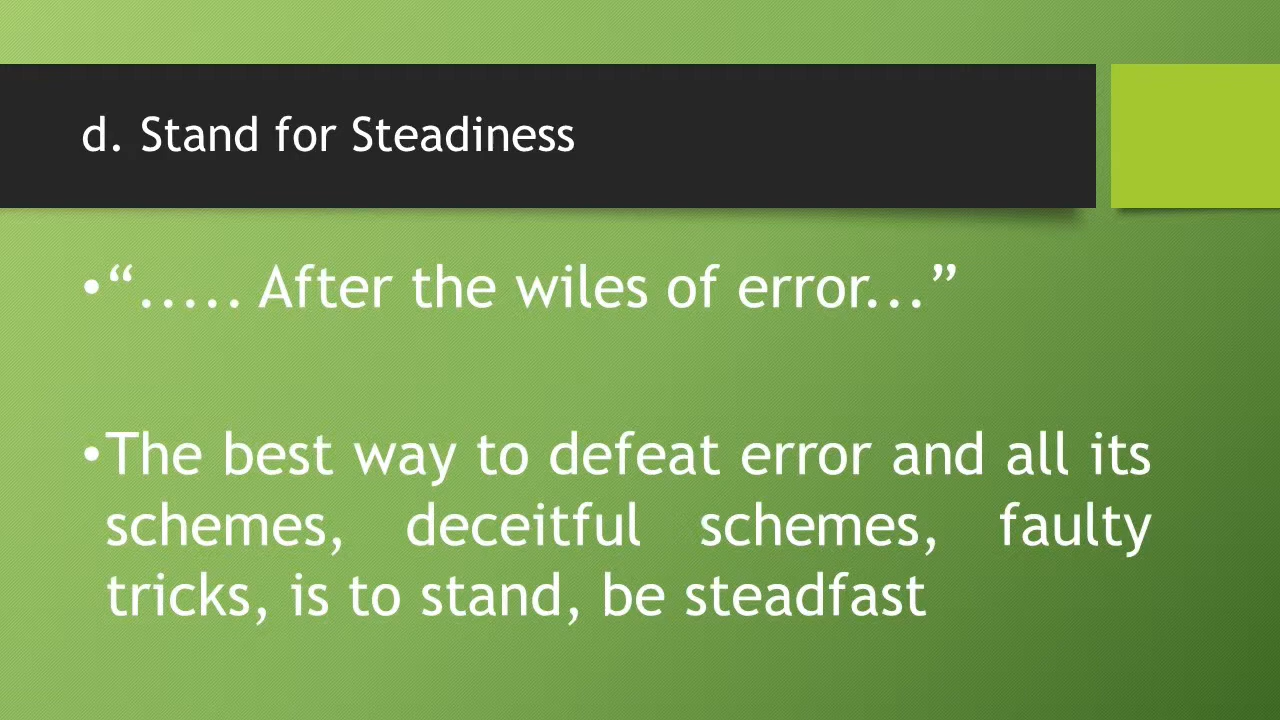 d. Stand for Steadiness
•“..... After the wiles of error...”
•The best way to defeat error and all its
schemes, deceitful schemes, faulty
tricks, is to stand, be steadfast